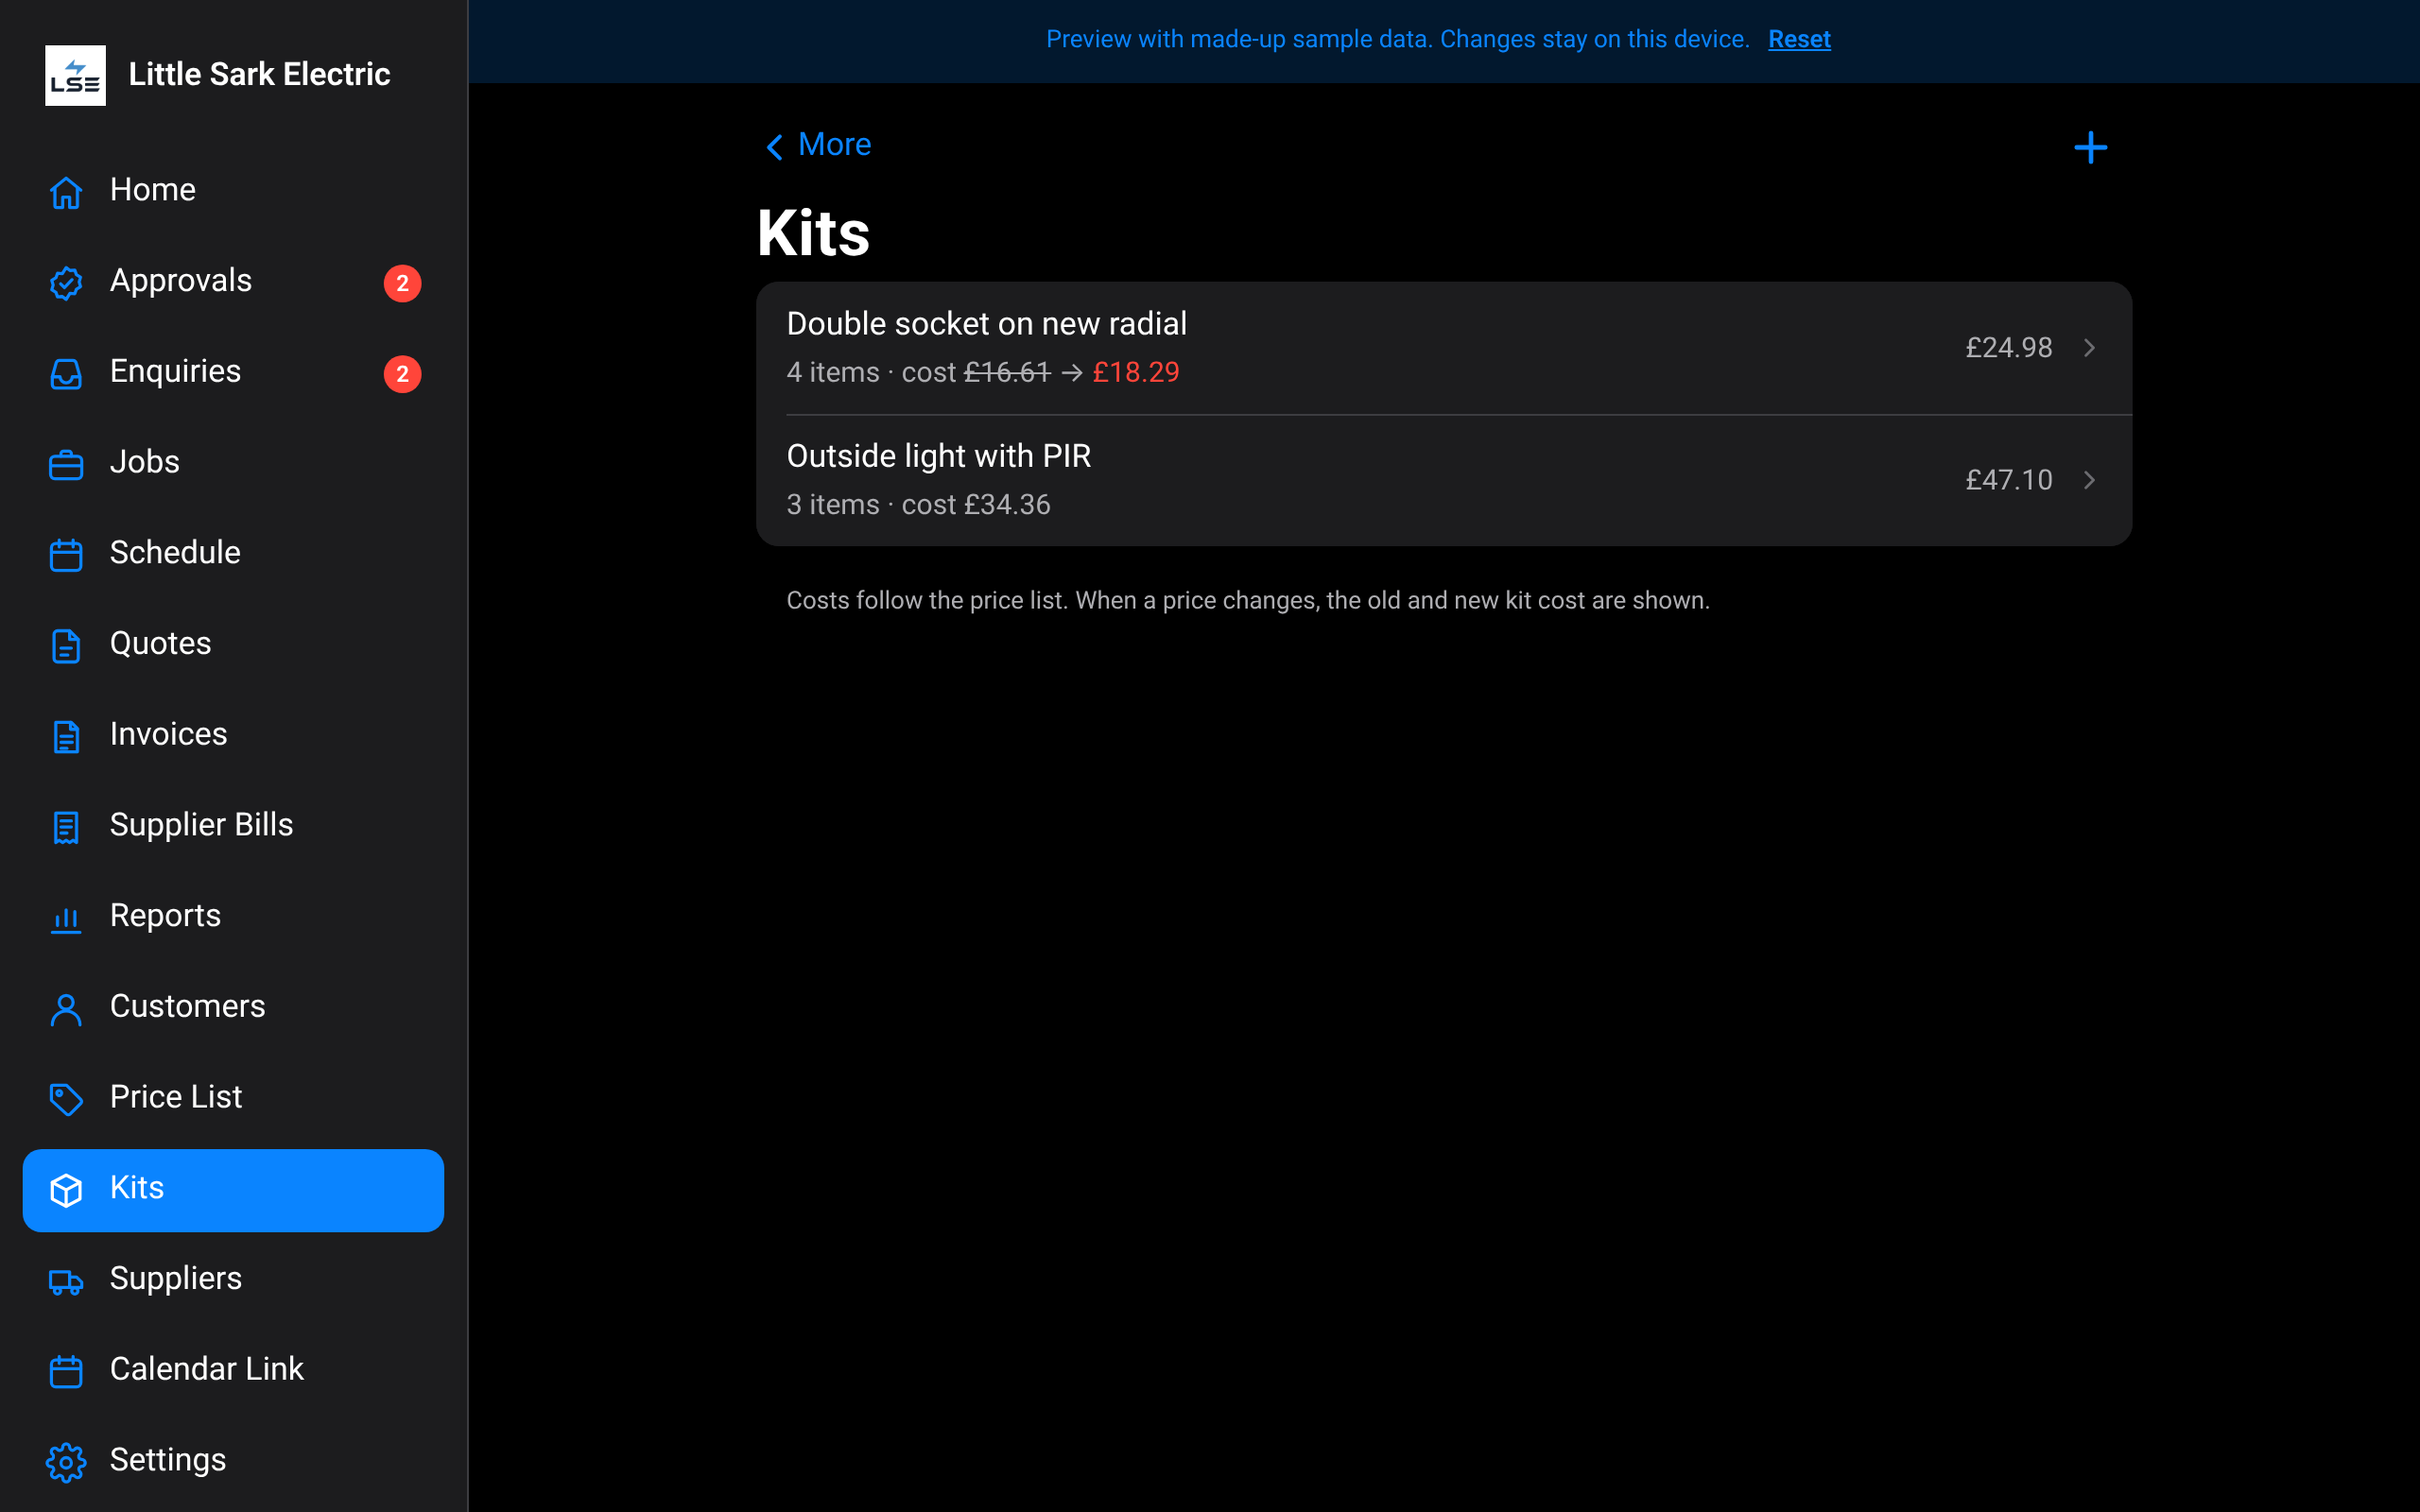 LSE
Little Sark Electric
Home
Approvals 2
Enquiries 2
Jobs
Schedule
Quotes
Invoices
Supplier Bills
Reports
Customers
Price List
Kits
Suppliers
Calendar Link
Settings
Preview with made-up sample data. Changes stay on this device. Reset
More
Kits
Double socket on new radial
4 items · cost £16.61 → £18.29
£24.98
Outside light with PIR
3 items · cost £34.36
£47.10
Costs follow the price list. When a price changes, the old and new kit cost are shown.